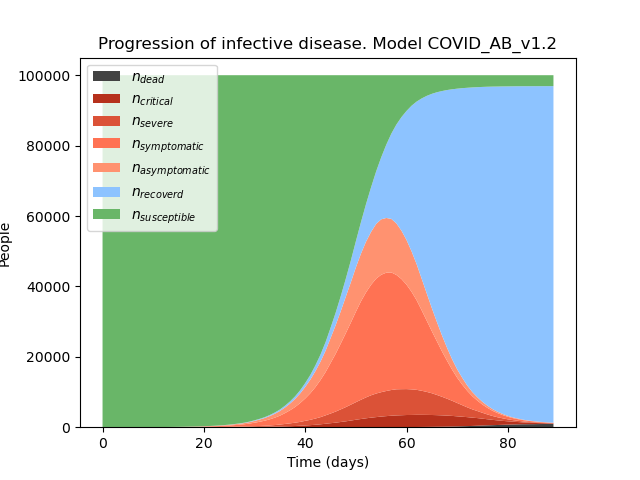 Progression of infective disease. Model COVID_AB_v1.2
100000
80000
60000
40000
20000
0
People
n_dead
n_critical
n_severe
n_symptomatic
n_asymptomatic
n_recoverd
n_susceptible
0 20 40 60 80
Time (days)